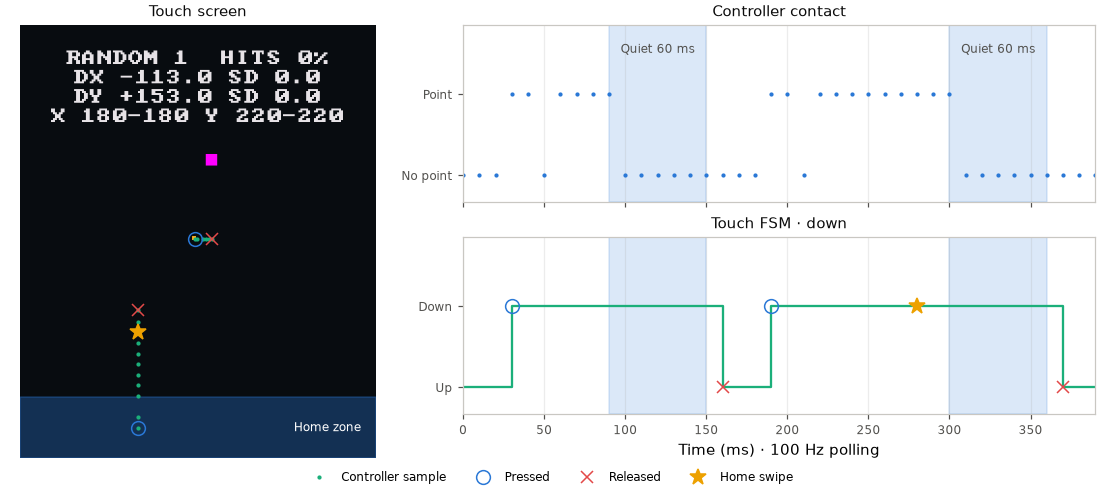 Touch screen
RANDOM 1 HITS 0%
DX -113.0 SD 0.0
DY +153.0 SD 0.0
X 180-180 Y 220-220
Home zone
Controller contact
Quiet 60 ms
Quiet 60 ms
Point
No point
Touch FSM · down
Down
Up
0 50 100 150 200 250 300 350
Time (ms) · 100 Hz polling
Controller sample Pressed Released Home swipe